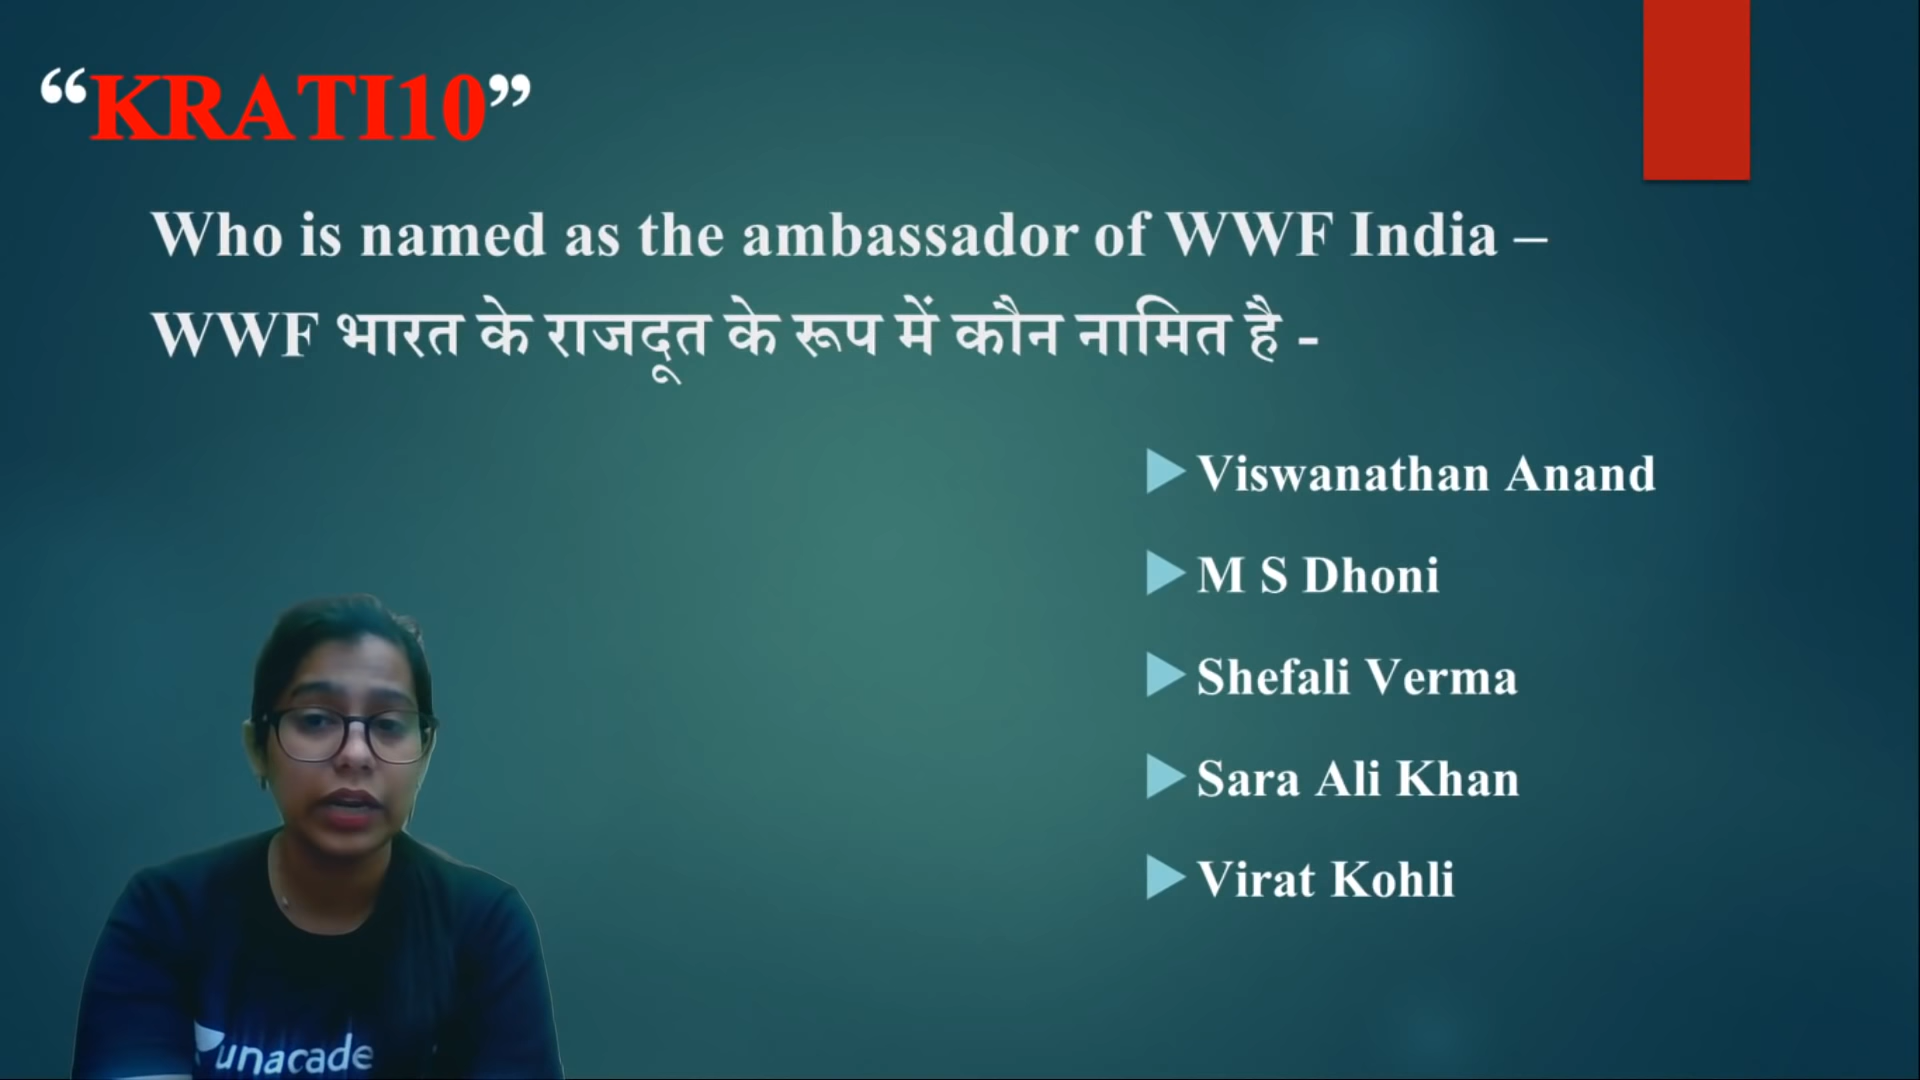 “KRATI10”
Who is named as the ambassador of WWF India –
WWF भारत के राजदूत के रूप में कौन नामित है -
Viswanathan Anand
M S Dhoni
Shefali Verma
Sara Ali Khan
Virat Kohli
unacade